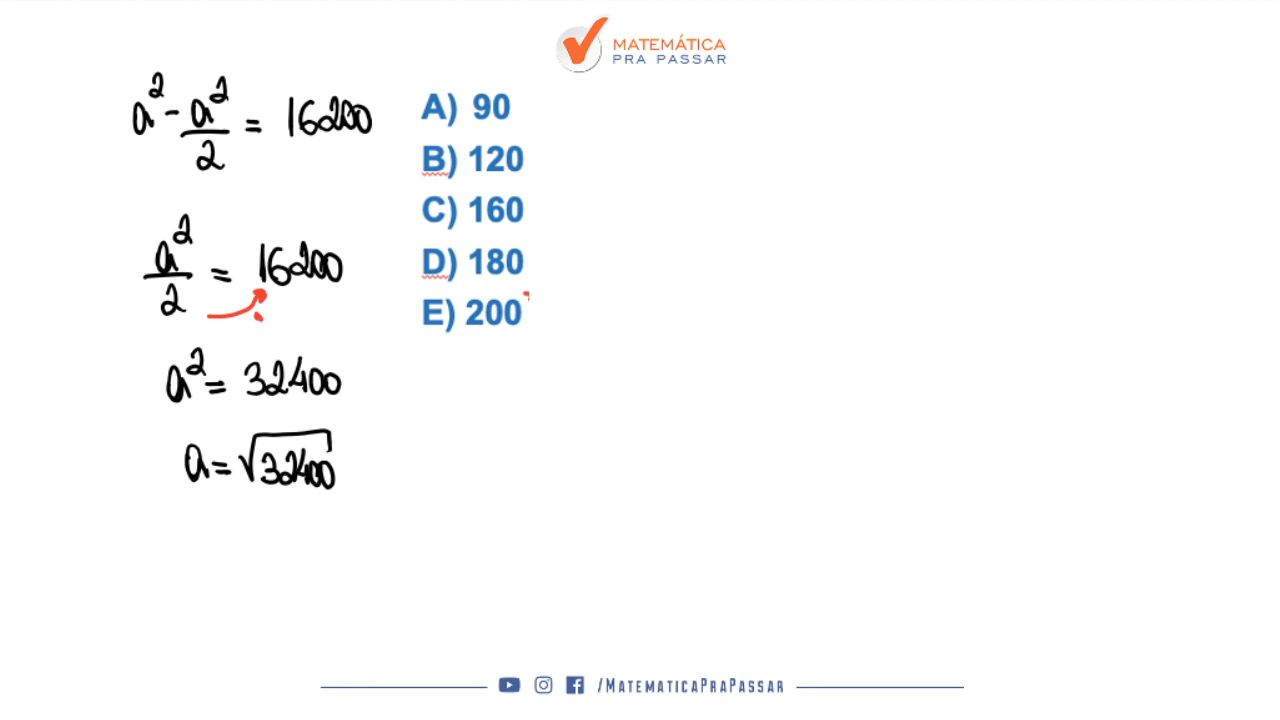 MATEMÁTICA
PRA PASSAR
a² - a²/2 = 16200
a²/2 = 16200
a² = 32400
a = √32400
A) 90
B) 120
C) 160
D) 180
E) 200
/MATEMATICAPRAPASSAR